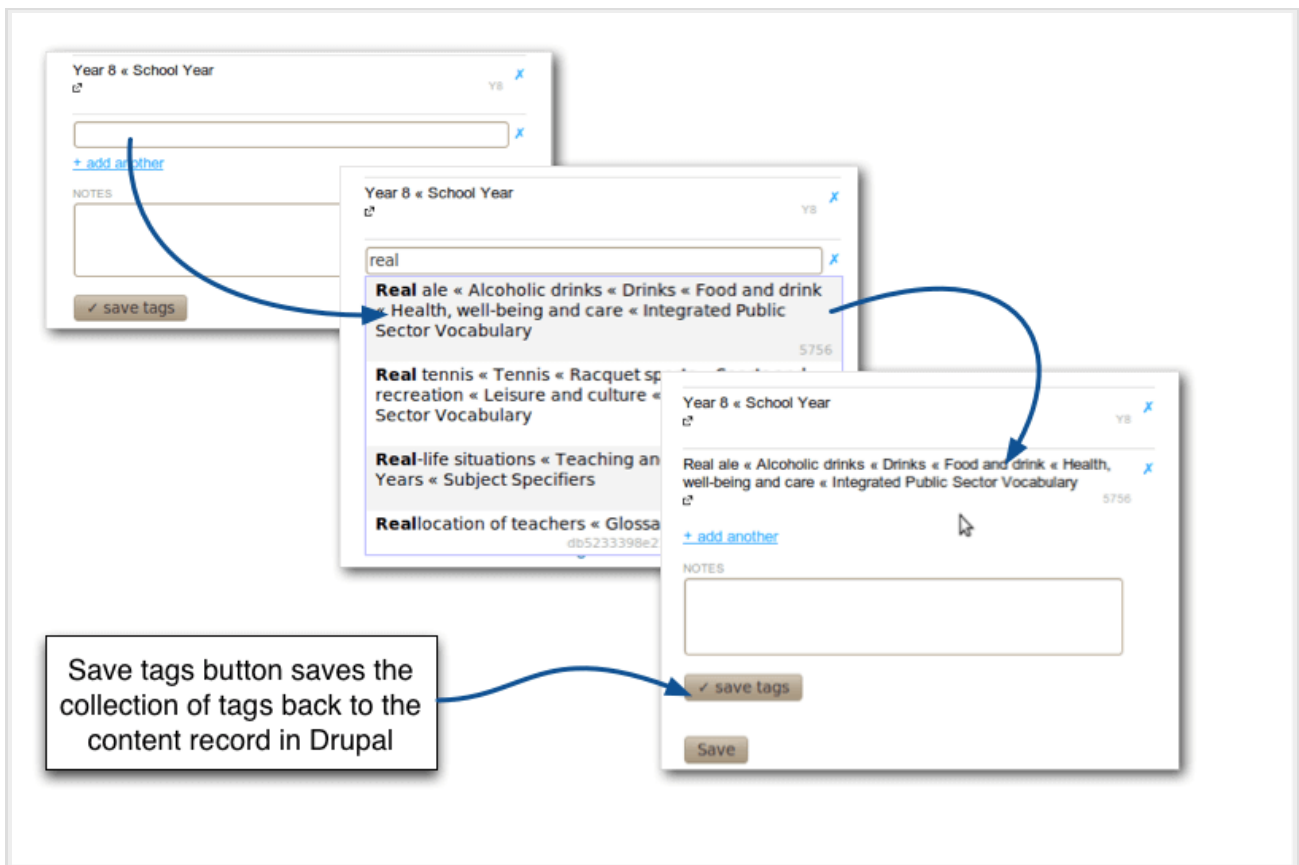 Year 8 « School Year
Y8
+ add another
NOTES
✓ save tags
Year 8 « School Year
Y8
real
Real ale « Alcoholic drinks « Drinks « Food and drink
« Health, well-being and care « Integrated Public
Sector Vocabulary
5756
Real tennis « Tennis « Racquet
recreation « Leisure and culture «
Sector Vocabulary
Real-life situations « Teaching
Years « Subject Specifiers
Reallocation of teachers «
Year 8 « School Year
Y8
Real ale « Alcoholic drinks « Drinks « Food and drink « Health,
well-being and care « Integrated Public Sector Vocabulary
5756
+ add another
NOTES
✓ save tags
Save
Save tags button saves the
collection of tags back to the
content record in Drupal